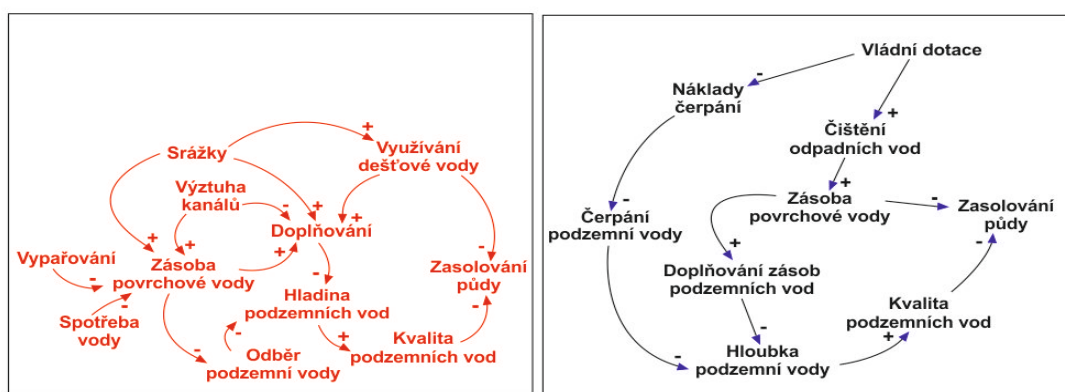 Srážky
+
Využívání
dešťové vody
Výztuha
kanálů
-
+
+
Doplňování
Vypařování
-
+
+
Zásoba
povrchové vody
+
-
-
Zasolování
půdy
Spotřeba
vody
-
Hladina
podzemních vod
-
-
+
Kvalita
podzemních vod
-
Odběr
podzemní vody
Vládní dotace
-
Náklady
čerpání
+
Čištění
odpadních vod
+
Zásoba
povrchové vody
-
Zasolování
půdy
-
-
Čerpání
podzemní vody
+
Doplňování zásob
podzemních vod
-
Kvalita
podzemních vod
+
-
Hloubka
podzemní vody